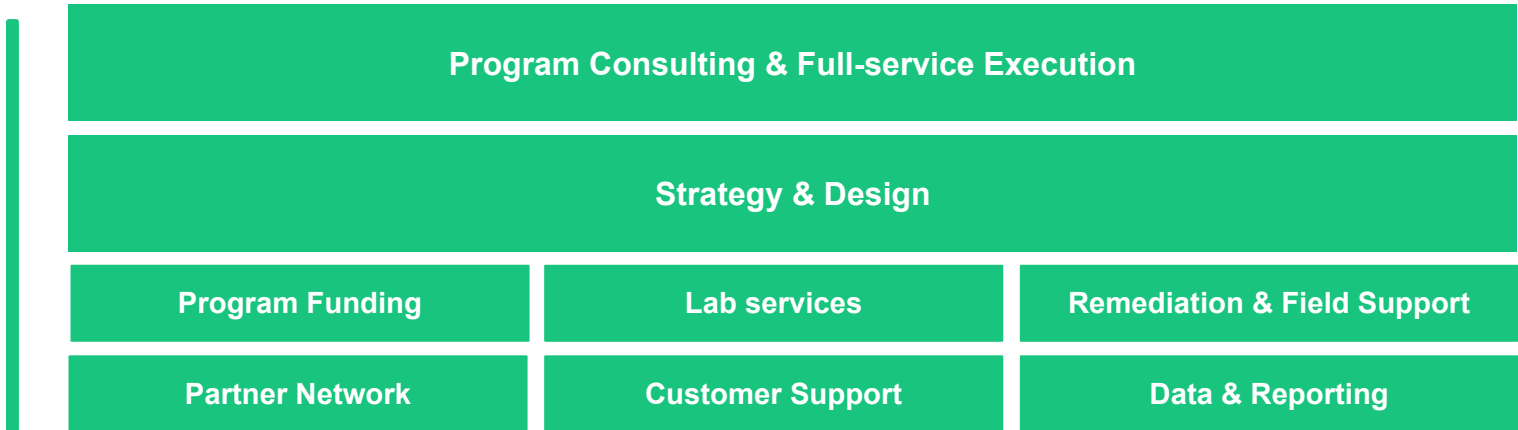 Program Consulting & Full-service Execution
Strategy & Design
Program Funding
Lab services
Remediation & Field Support
Partner Network
Customer Support
Data & Reporting